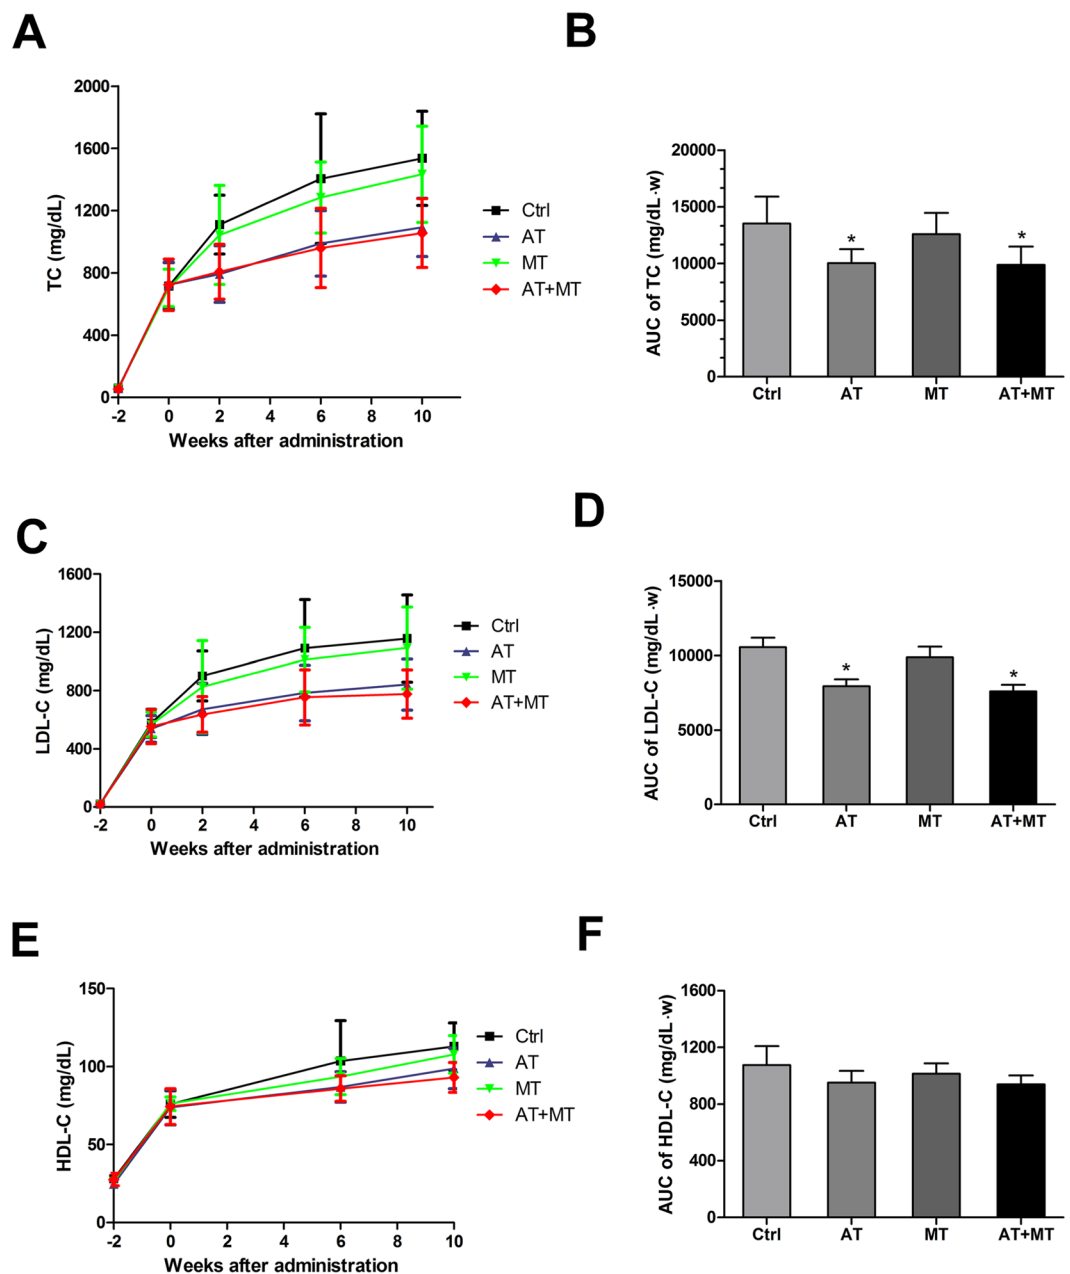 A
2000
1600
1200
800
400
0
TC (mg/dL)
-2 0 2 4 6 8 10
Weeks after administration
Ctrl
AT
MT
AT+MT
B
20000
15000
10000
5000
0
AUC of TC (mg/dL·w)
* *
Ctrl AT MT AT+MT
C
1600
1200
800
400
0
LDL-C (mg/dL)
-2 0 2 4 6 8 10
Weeks after administration
Ctrl
AT
MT
AT+MT
D
15000
10000
5000
0
AUC of LDL-C (mg/dL·w)
* *
Ctrl AT MT AT+MT
E
150
100
50
0
HDL-C (mg/dL)
-2 0 2 4 6 8 10
Weeks after administration
Ctrl
AT
MT
AT+MT
F
1600
1200
800
400
0
AUC of HDL-C (mg/dL·w)
Ctrl AT MT AT+MT